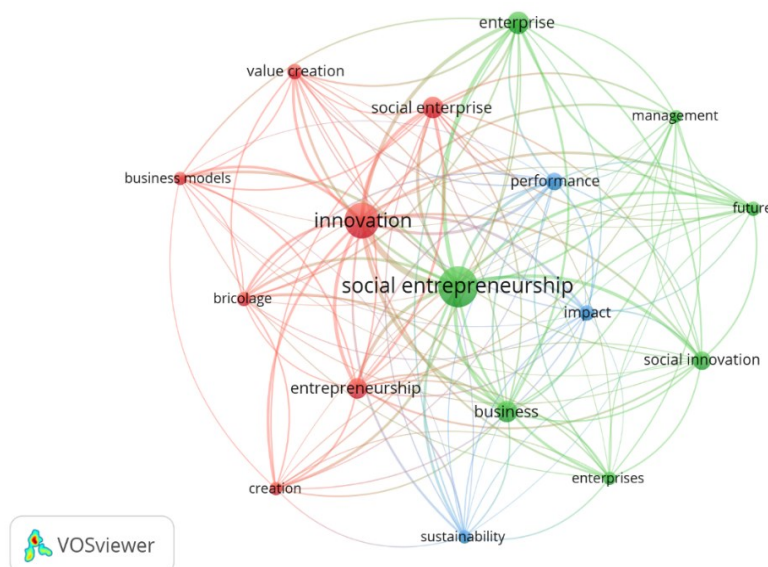 enterprise
value creation
social enterprise
management
business models
performance
future
innovation
social entrepreneurship
bricolage
impact
social innovation
entrepreneurship
business
enterprises
creation
sustainability
VOSviewer